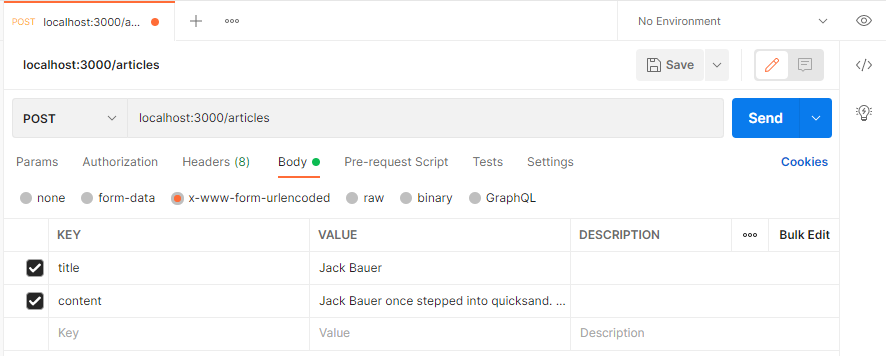 POST localhost:3000/a... + ooo No Environment
localhost:3000/articles Save
POST localhost:3000/articles Send
Params Authorization Headers (8) Body Pre-request Script Tests Settings Cookies
none form-data x-www-form-urlencoded raw binary GraphQL
KEY VALUE DESCRIPTION ooo Bulk Edit
title Jack Bauer
content Jack Bauer once stepped into quicksand. ...
Key Value Description